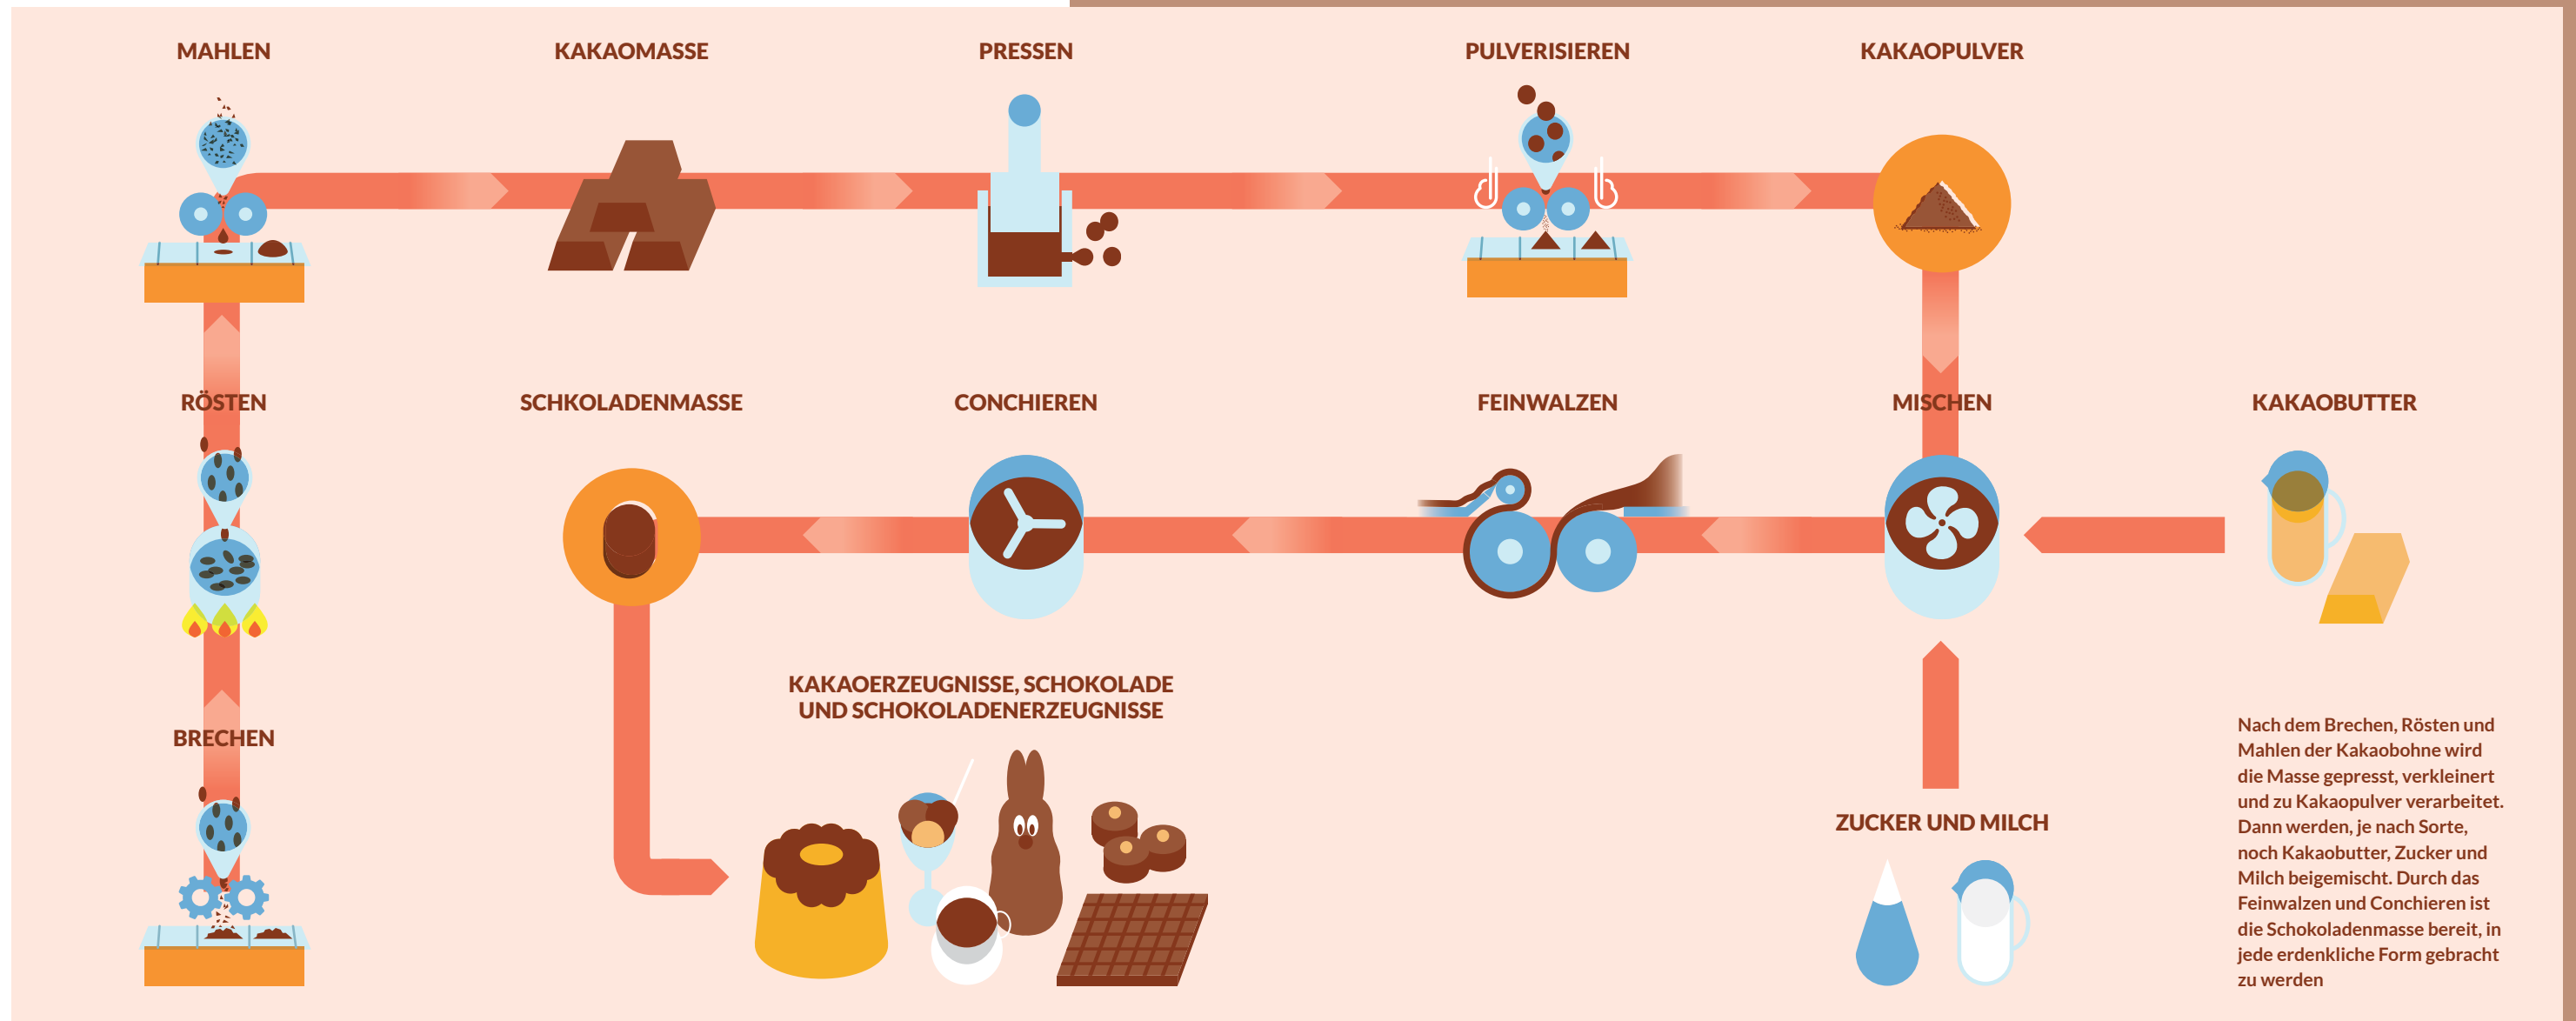 MAHLEN
KAKAOMASSE
PRESSEN
PULVERISIEREN
KAKAOPULVER
RÖSTEN
SCHKOLADENMASSE
CONCHIEREN
FEINWALZEN
MISCHEN
KAKAOBUTTER
BRECHEN
KAKAOERZEUGNISSE, SCHOKOLADE
UND SCHOKOLADENERZEUGNISSE
ZUCKER UND MILCH
Nach dem Brechen, Rösten und
Mahlen der Kakaobohne wird
die Masse gepresst, verkleinert
und zu Kakaopulver verarbeitet.
Dann werden, je nach Sorte,
noch Kakaobutter, Zucker und
Milch beigemischt. Durch das
Feinwalzen und Conchieren ist
die Schokoladenmasse bereit, in
jede erdenkliche Form gebracht
zu werden